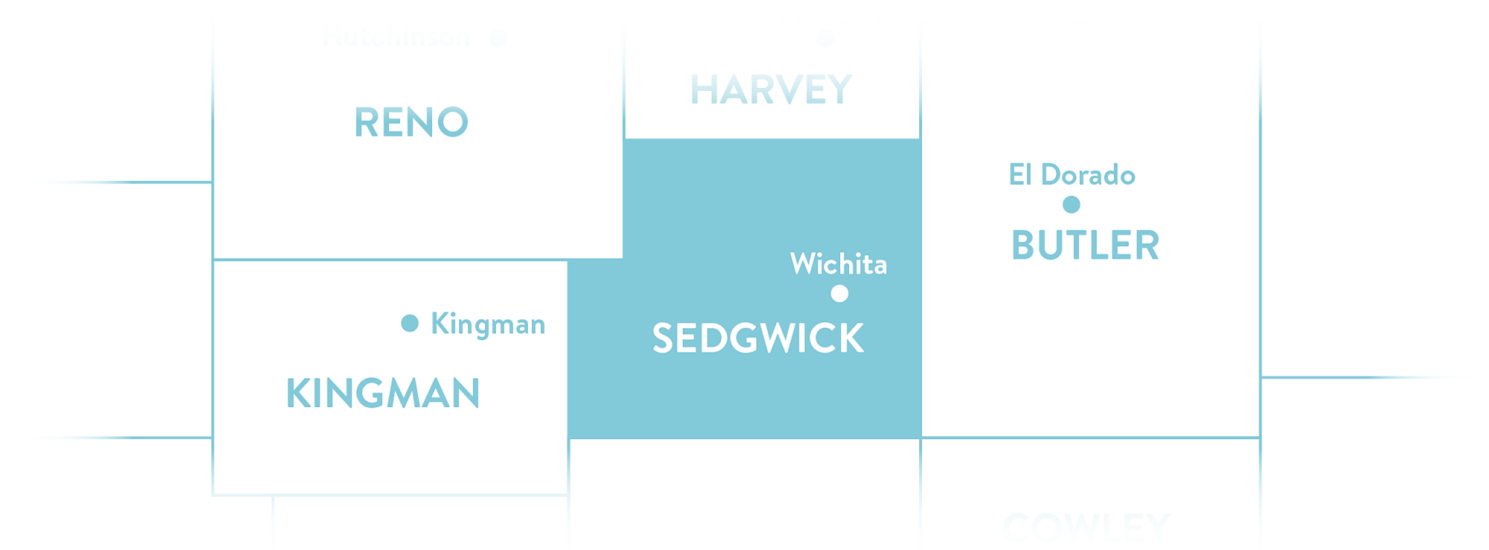 Hutchinson
HARVEY
RENO
El Dorado
BUTLER
Wichita
SEDGWICK
Kingman
KINGMAN
COWLEY